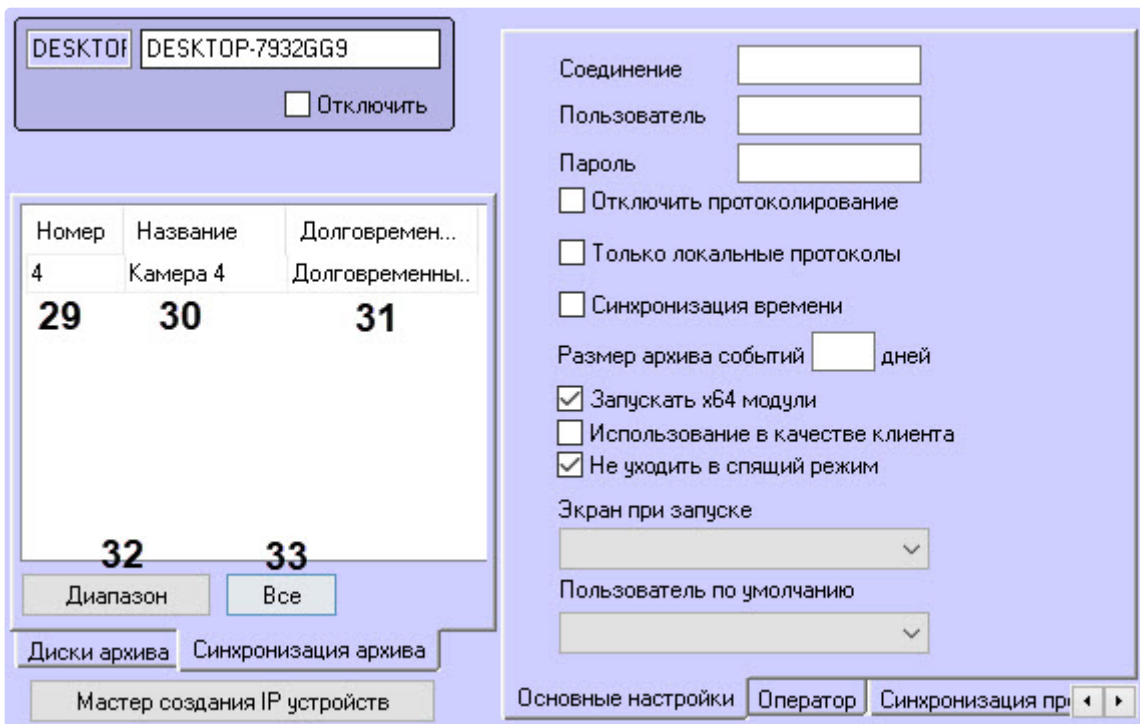 DESKTOP DESKTOP-7932GG9
Отключить
Номер Название Долговремен...
4 Камера 4 Долговременны..
29 30 31
32 33
Диапазон Все
Диски архива Синхронизация архива
Мастер создания IP устройств
Соединение
Пользователь
Пароль
Отключить протоколирование
Только локальные протоколы
Синхронизация времени
Размер архива событий дней
Запускать x64 модули
Использование в качестве клиента
Не уходить в спящий режим
Экран при запуске
Пользователь по умолчанию
Основные настройки Оператор Синхронизация пр